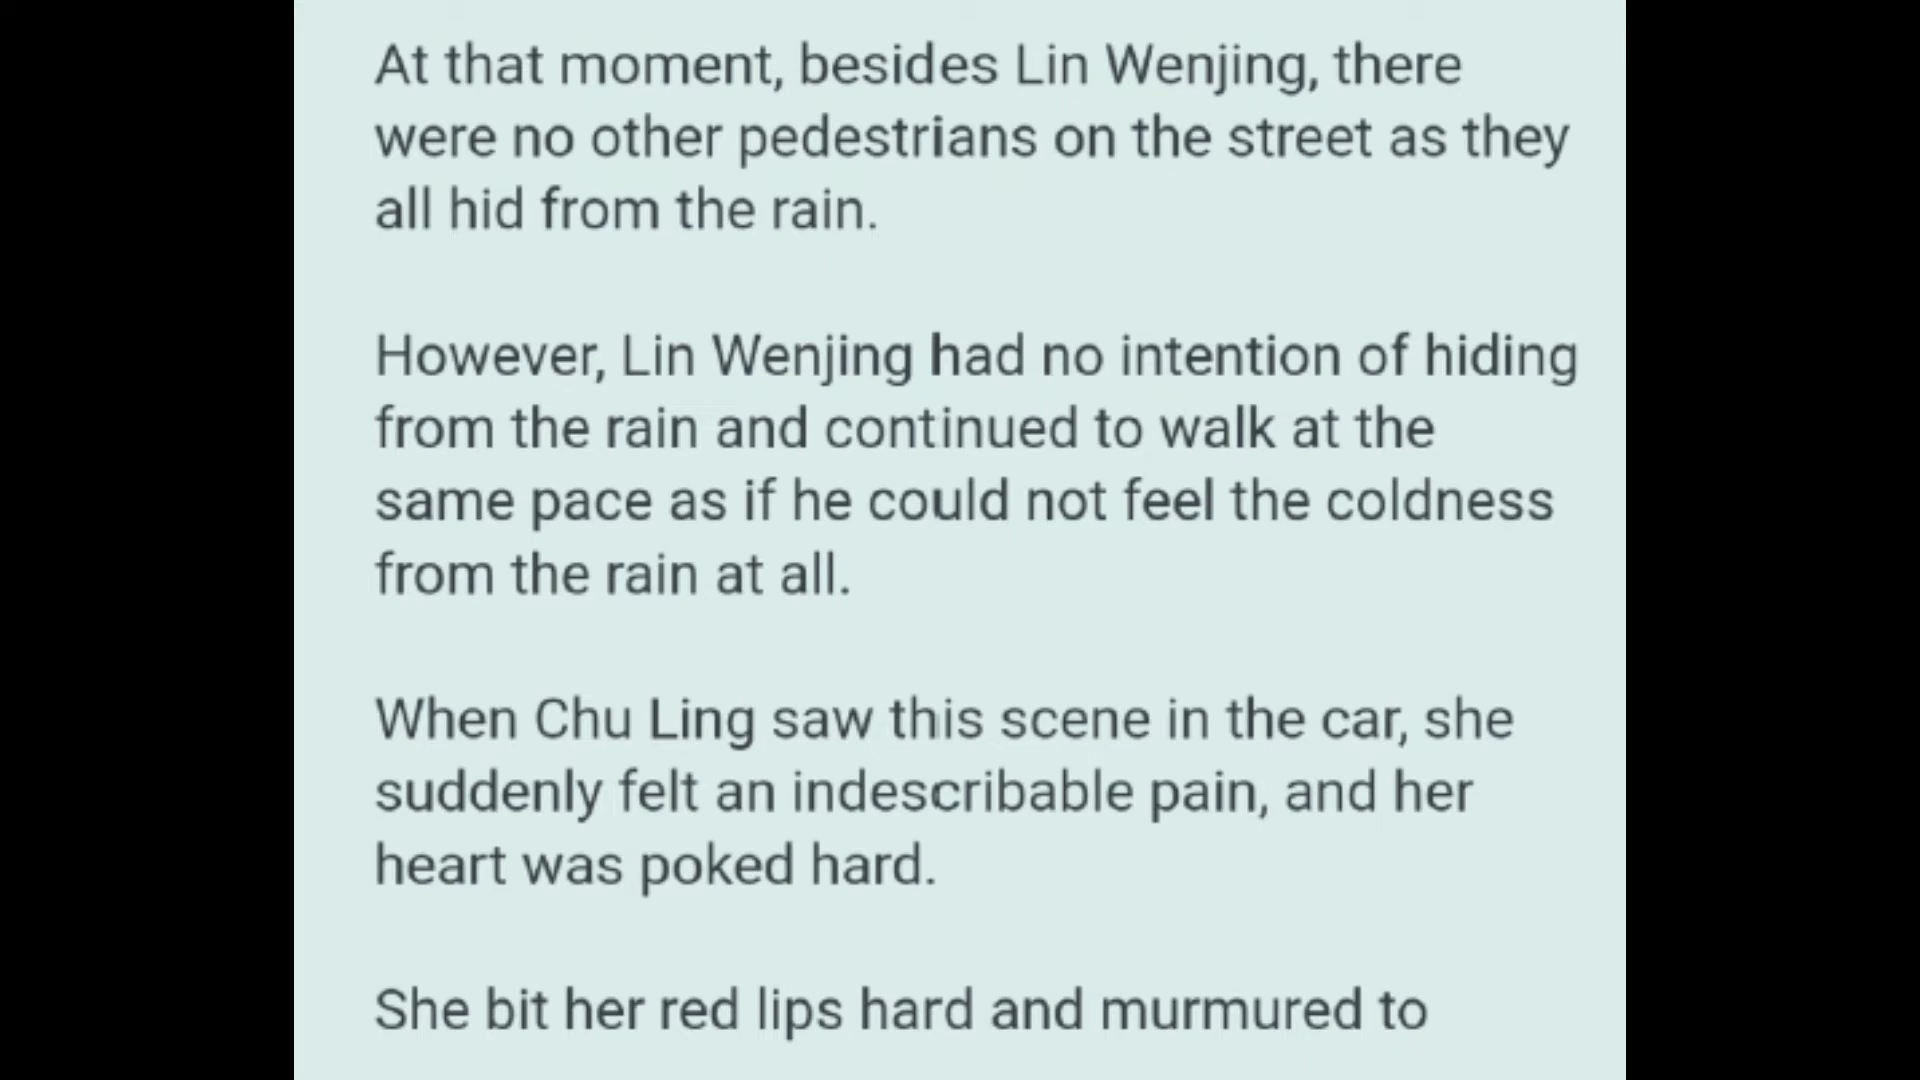 At that moment, besides Lin Wenjing, there
were no other pedestrians on the street as they
all hid from the rain.
However, Lin Wenjing had no intention of hiding
from the rain and continued to walk at the
same pace as if he could not feel the coldness
from the rain at all.
When Chu Ling saw this scene in the car, she
suddenly felt an indescribable pain, and her
heart was poked hard.
She bit her red lips hard and murmured to